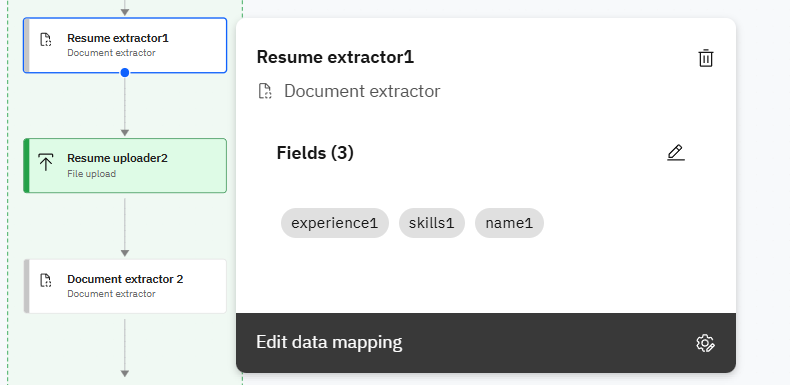 Resume extractor1
Document extractor
Resume uploader2
File upload
Document extractor 2
Document extractor
Resume extractor1
Document extractor
Fields (3)
experience1 skills1 name1
Edit data mapping